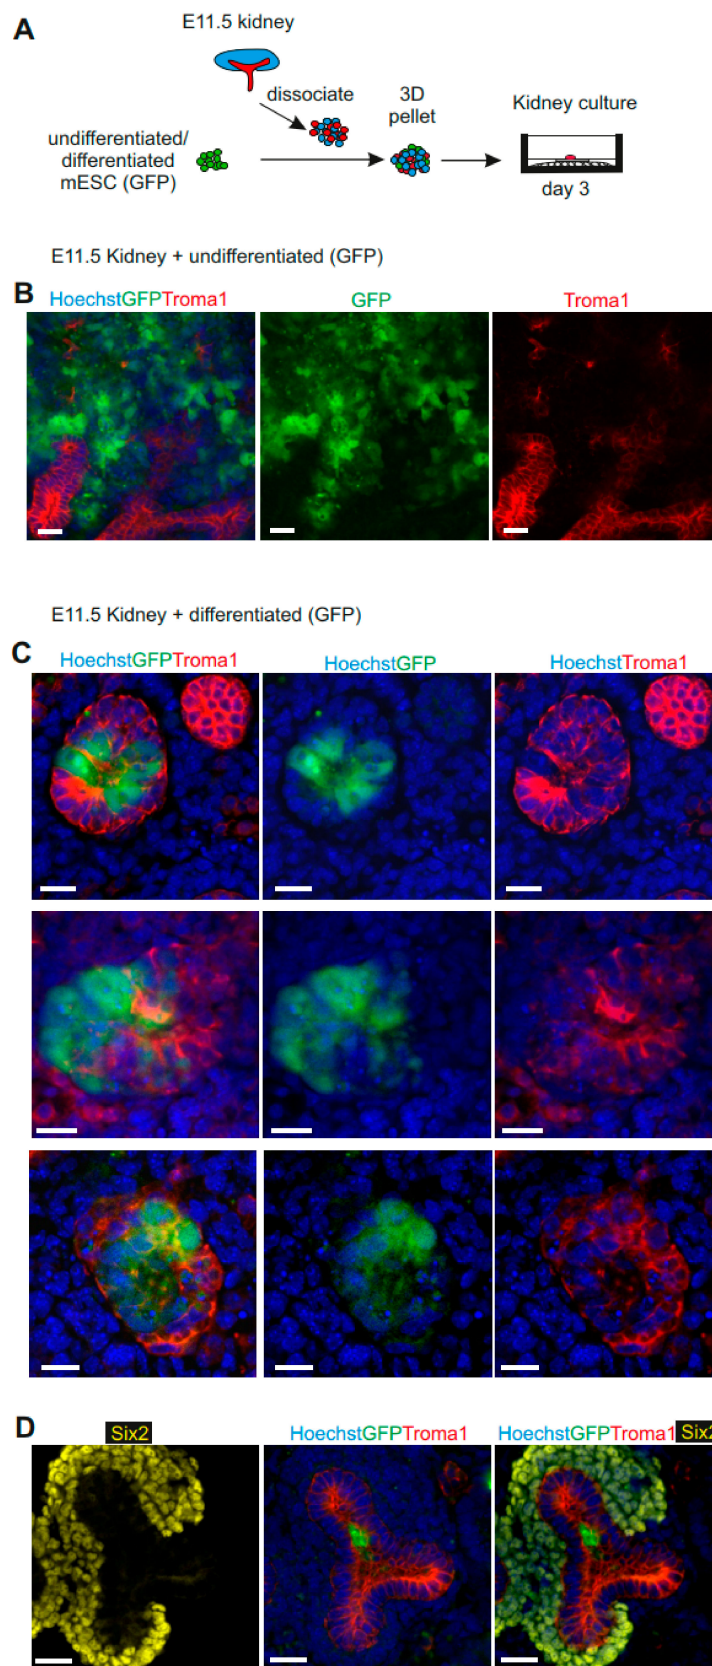 A
E11.5 kidney
dissociate
3D
pellet
Kidney culture
undifferentiated/
differentiated
mESC (GFP)
day 3
E11.5 Kidney + undifferentiated (GFP)
B
HoechstGFPTroma1
GFP
Troma1
E11.5 Kidney + differentiated (GFP)
C
HoechstGFPTroma1
HoechstGFP
HoechstTroma1
D
Six2
HoechstGFPTroma1
HoechstGFPTroma1 Six2